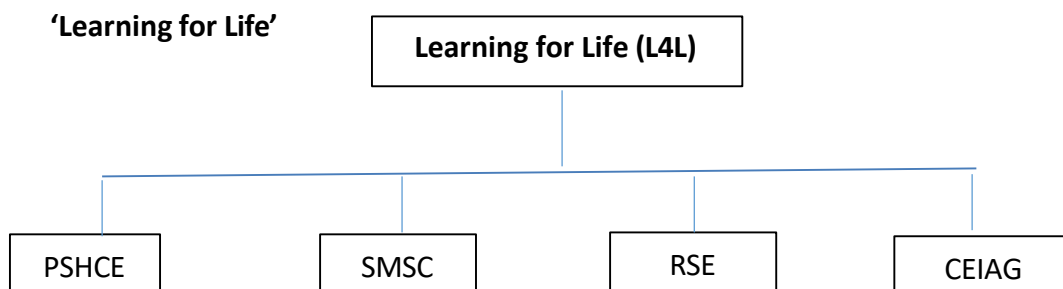 ‘Learning for Life’
Learning for Life (L4L)
PSHCE
SMSC
RSE
CEIAG